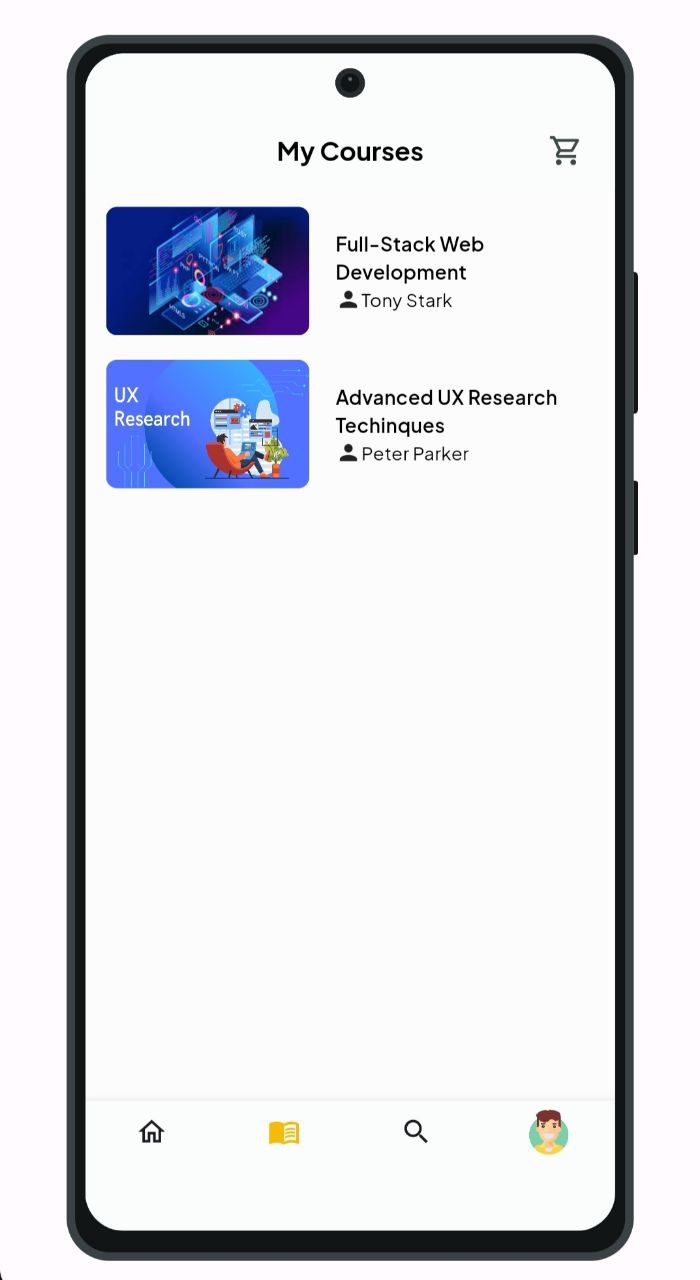 My Courses
Full-Stack Web
Development
Tony Stark
UX
Research
Advanced UX Research
Techinques
Peter Parker